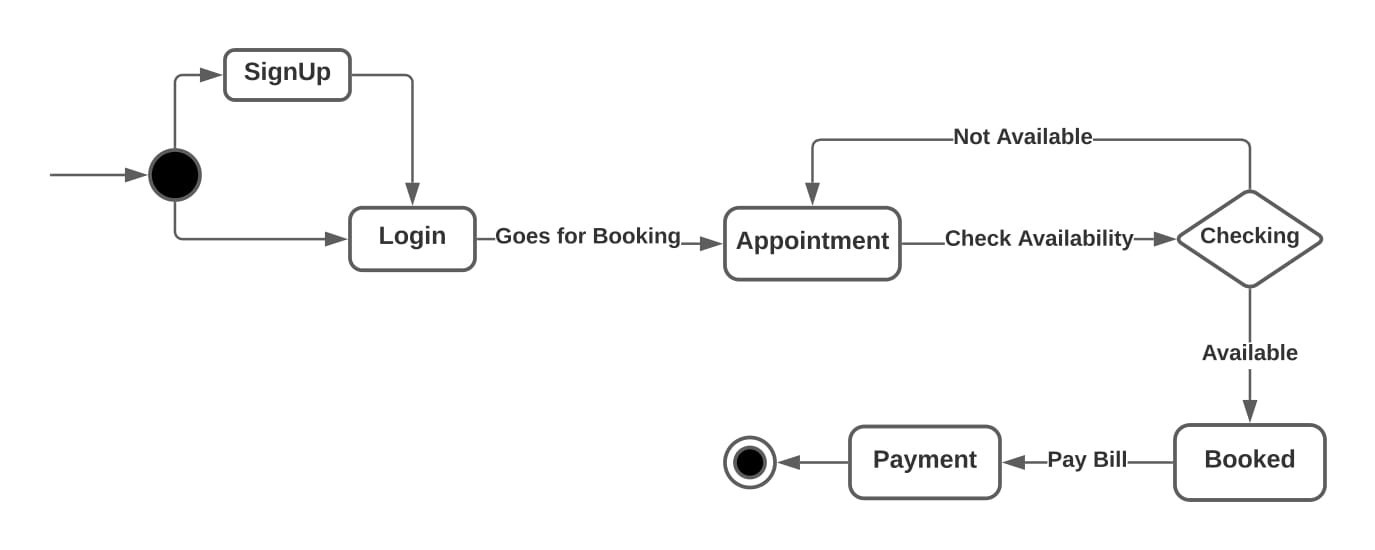 SignUp
Not Available
Login
Goes for Booking
Appointment
Check Availability
Checking
Available
Payment
Pay Bill
Booked